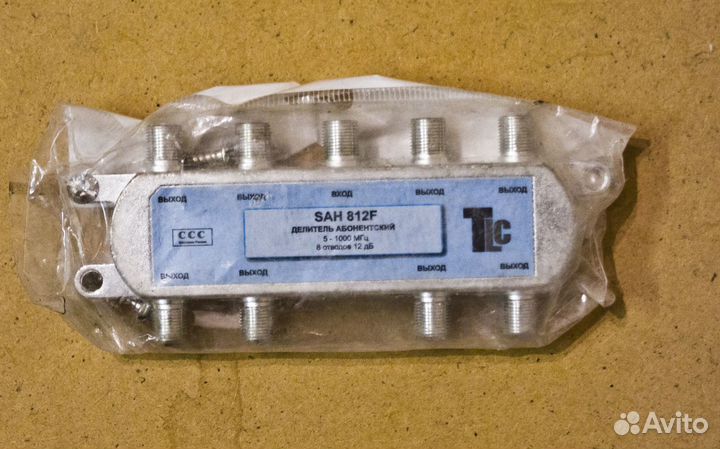 ВЫХОД ВЫХОД ВХОД ВЫХОД ВЫХОД
SAH 812F
ДЕЛИТЕЛЬ АБОНЕНТСКИЙ
5 - 1000 МГц
8 отводов 12 дБ
ССС
TLC
ВЫХОД ВЫХОД ВЫХОД ВЫХОД
Avito